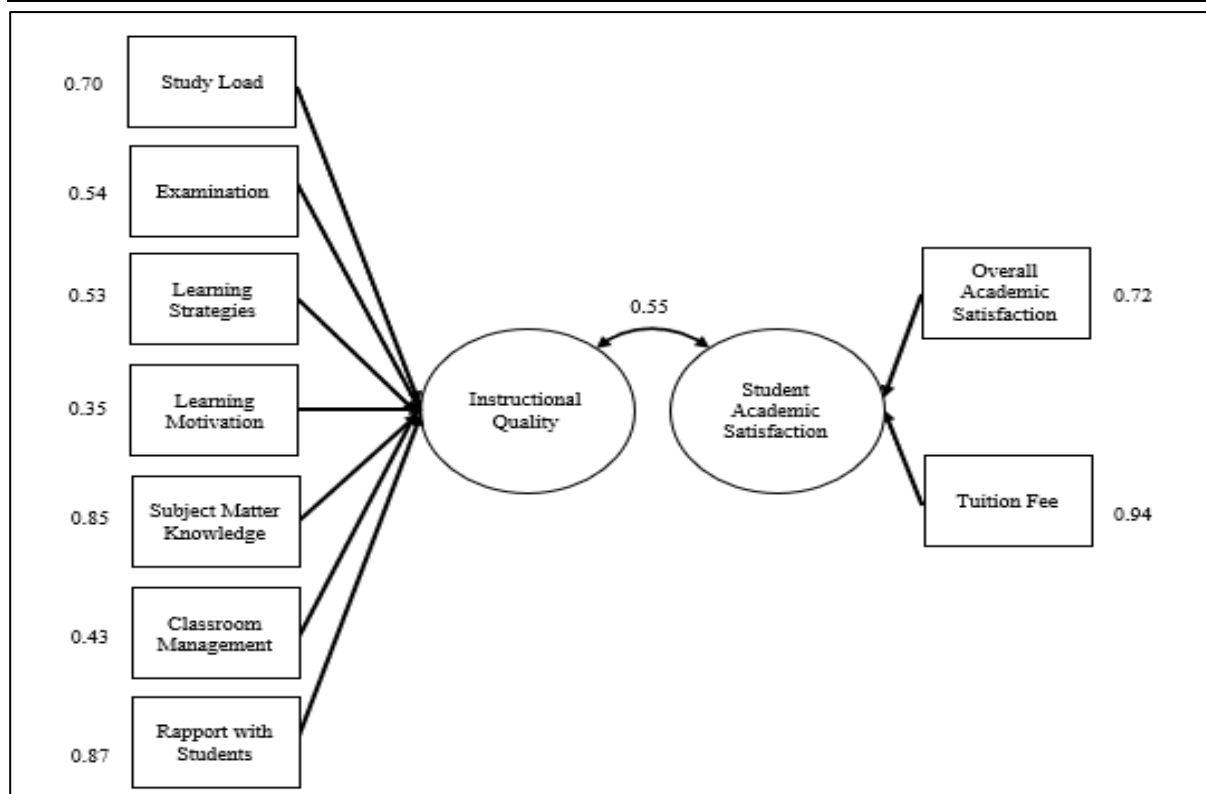 0.70
Study Load
0.54
Examination
0.53
Learning
Strategies
0.35
Learning
Motivation
0.85
Subject Matter
Knowledge
0.43
Classroom
Management
0.87
Rapport with
Students
Instructional
Quality
0.55
Student
Academic
Satisfaction
Overall
Academic
Satisfaction
0.72
Tuition Fee
0.94